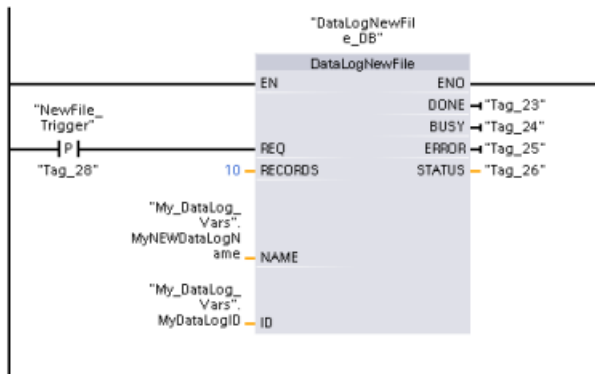 "DataLogNewFil
e_DB"
DataLogNewFile
EN
ENO
DONE
"Tag_23"
"NewFile_
Trigger"
BUSY
"Tag_24"
P
REQ
ERROR
"Tag_25"
"Tag_28"
10
RECORDS
STATUS
"Tag_26"
"My_DataLog_
Vars".
MyNEWDataLogN
ame
NAME
"My_DataLog_
Vars".
MyDataLogID
ID